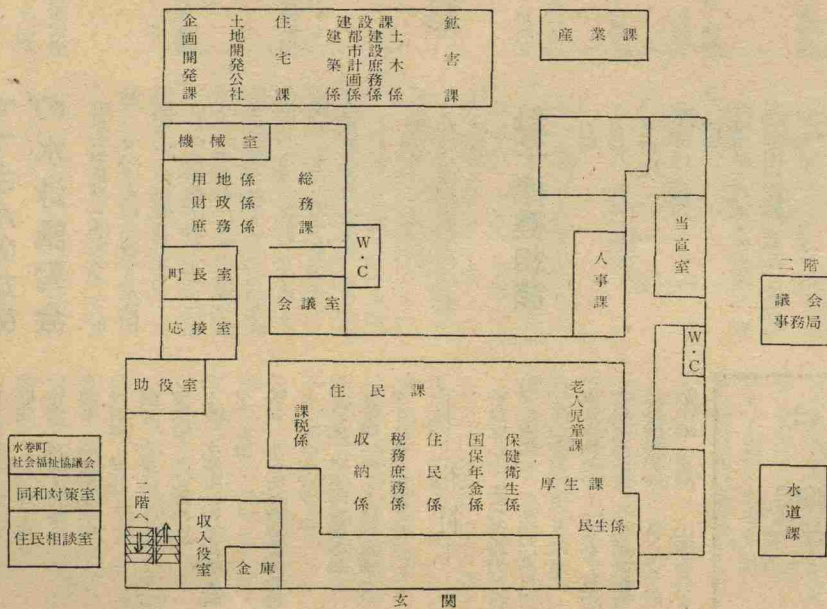 鉱害課
建設課
土木係
建設庶務係
都市計画係
建築係
住宅課
土地開発公社
企画開発課
産業課
機械室
総務課
用地係
財政係
庶務係
W・C
町長室
会議室
応接室
助役室
人事課
当直室
W・C
二階
議会
事務局
水道課
住民課
課税係
収納係
税務庶務係
住民係
国保年金係
保健衛生係
老人児童課
厚生課
民生係
水巻町
社会福祉協議会
同和対策室
住民相談室
二階へ
収入役室
金庫
玄関